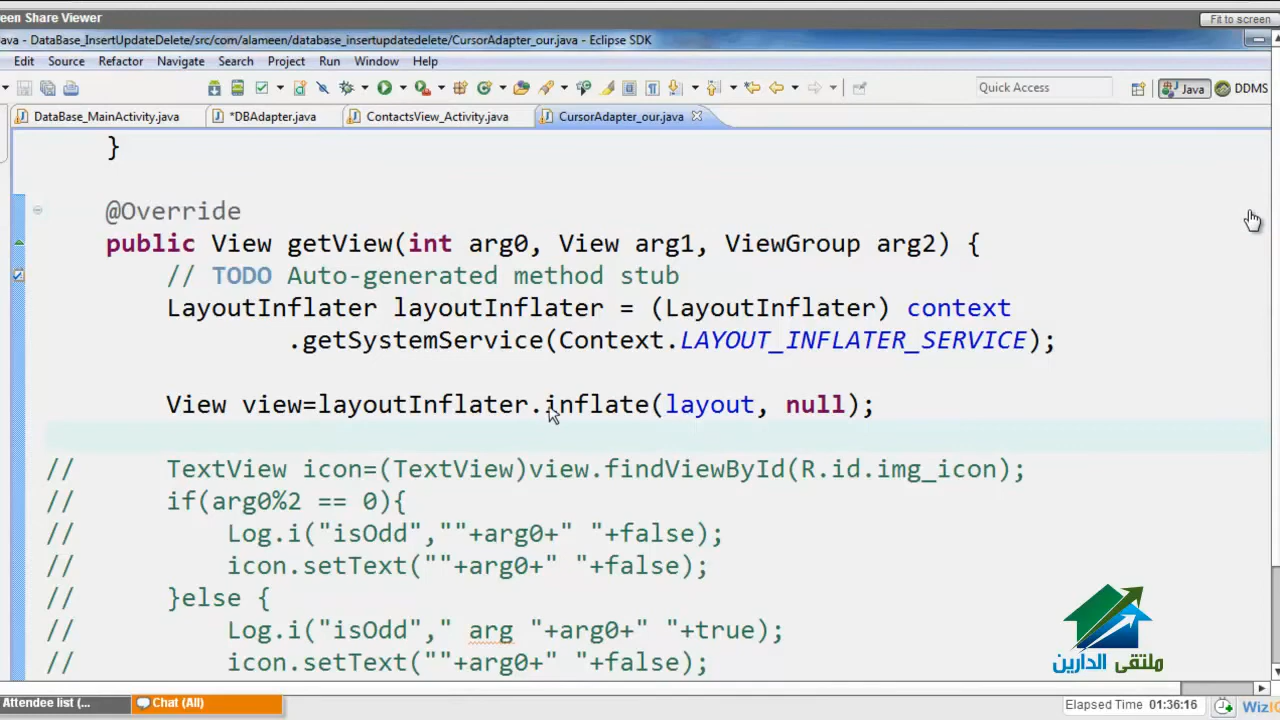 een Share Viewer
Fit to screen
ava - DataBase_InsertUpdateDelete/src/com/alameen/database_insertupdatedelete/CursorAdapter_our.java - Eclipse SDK
Edit Source Refactor Navigate Search Project Run Window Help
Quick Access
Java
DDMS
DataBase_MainActivity.java
*DBAdapter.java
ContactsView_Activity.java
CursorAdapter_our.java
}
@Override
public View getView(int arg0, View arg1, ViewGroup arg2) {
// TODO Auto-generated method stub
LayoutInflater layoutInflater = (LayoutInflater) context
.getSystemService(Context.LAYOUT_INFLATER_SERVICE);
View view=layoutInflater.inflate(layout, null);
// TextView icon=(TextView)view.findViewById(R.id.img_icon);
// if(arg0%2 == 0){
// Log.i("isOdd",""+arg0+" "+false);
// icon.setText(""+arg0+" "+false);
// }else {
// Log.i("isOdd"," arg "+arg0+" "+true);
// icon.setText(""+arg0+" "+false);
ملتقى الدارين
Attendee list (...
Chat (All)
Elapsed Time 01:36:16
WizI